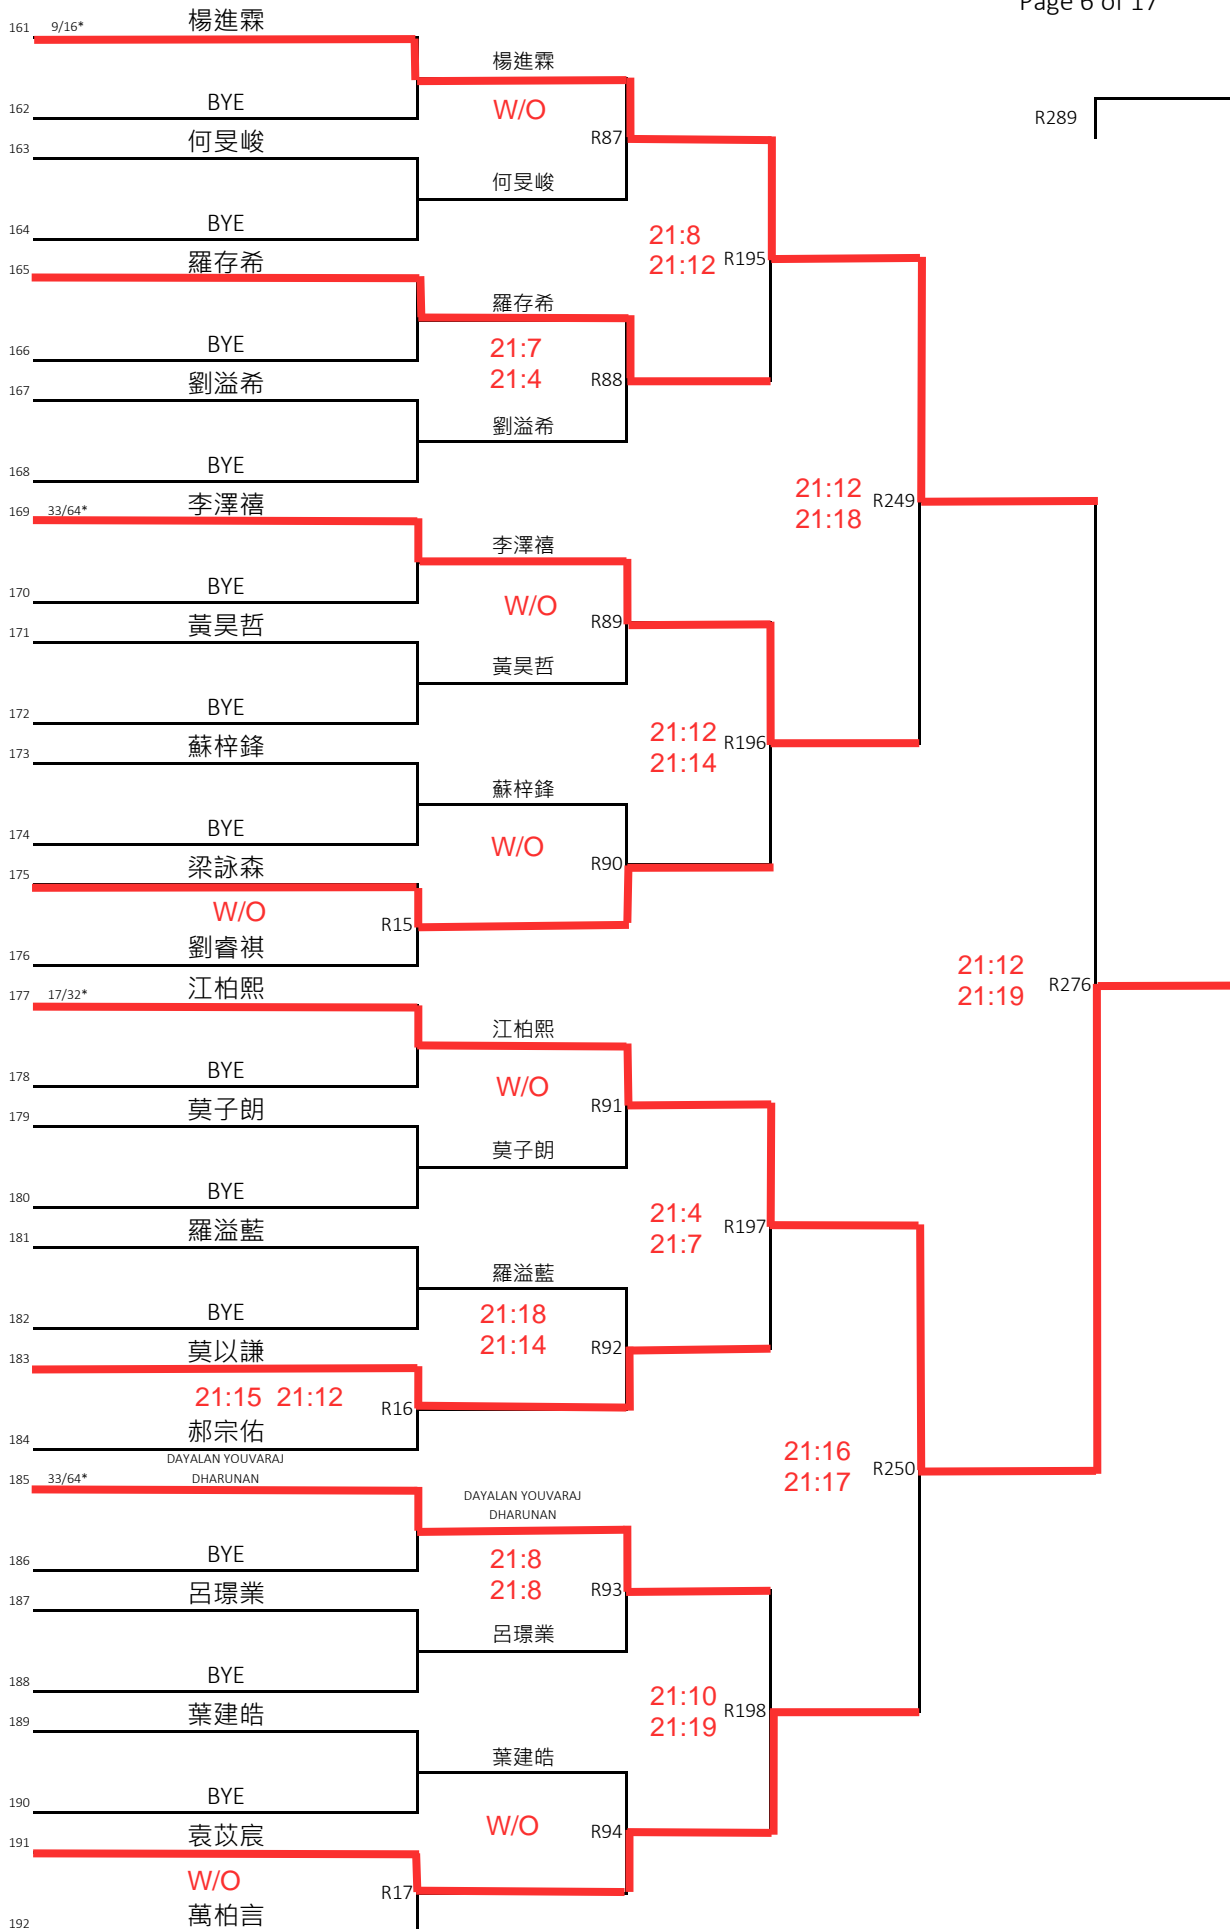 Page 6 of 17
161 9/16* 楊進霖
楊進霖
162 BYE
W/O
R87
R289
163 何旻峻
何旻峻
164 BYE
21:8
21:12 R195
165 羅存希
羅存希
166 BYE
21:7
21:4 R88
167 劉溢希
劉溢希
168 BYE
21:12
21:18 R249
169 33/64* 李澤禧
李澤禧
170 BYE
W/O
R89
171 黃昊哲
黃昊哲
172 BYE
21:12
21:14 R196
173 蘇梓鋒
蘇梓鋒
174 BYE
W/O
R90
175 梁詠森
W/O
R15
176 劉睿祺
21:12
21:19 R276
177 17/32* 江柏熙
江柏熙
178 BYE
W/O
R91
179 莫子朗
莫子朗
180 BYE
21:4
21:7 R197
181 羅溢藍
羅溢藍
182 BYE
21:18
21:14 R92
183 莫以謙
21:15 21:12
R16
184 郝宗佑
21:16
21:17 R250
DAYALAN YOUVARAJ
185 33/64* DHARUNAN
DAYALAN YOUVARAJ
DHARUNAN
186 BYE
21:8
21:8 R93
187 呂璟業
呂璟業
188 BYE
21:10
21:19 R198
189 葉建皓
葉建皓
190 BYE
W/O
R94
191 袁苡宸
W/O
R17
192 萬柏言